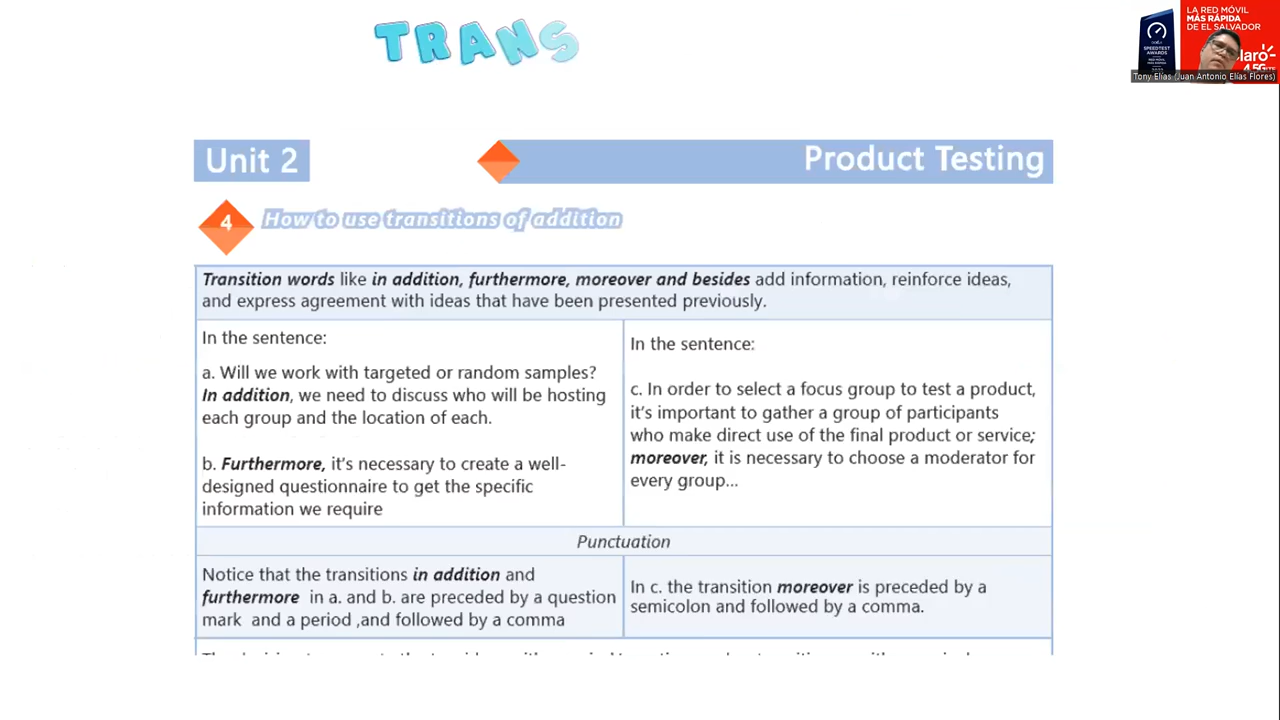 TRANS
LA RED MÓVIL
MÁS RÁPIDA
DE EL SALVADOR
SPEEDTEST
AWARDS
Claro
4.5G
Tony Elías (Juan Antonio Elías Flores)
Unit 2
Product Testing
4
How to use transitions of addition
Transition words like in addition, furthermore, moreover and besides add information, reinforce ideas,
and express agreement with ideas that have been presented previously.
In the sentence:
a. Will we work with targeted or random samples?
In addition, we need to discuss who will be hosting
each group and the location of each.
b. Furthermore, it's necessary to create a well-
designed questionnaire to get the specific
information we require
In the sentence:
c. In order to select a focus group to test a product,
it's important to gather a group of participants
who make direct use of the final product or service;
moreover, it is necessary to choose a moderator for
every group...
Punctuation
Notice that the transitions in addition and
furthermore in a. and b. are preceded by a question
mark and a period ,and followed by a comma
In c. the transition moreover is preceded by a
semicolon and followed by a comma.